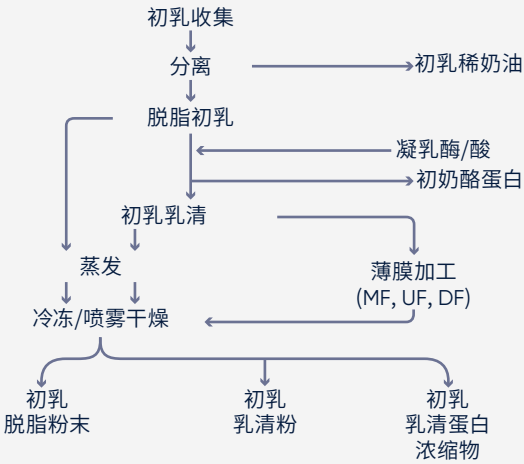 初乳收集
分离
初乳稀奶油
脱脂初乳
凝乳酶/酸
初奶酪蛋白
初乳乳清
蒸发
薄膜加工
(MF, UF, DF)
冷冻/喷雾干燥
初乳
脱脂粉末
初乳
乳清粉
初乳
乳清蛋白
浓缩物